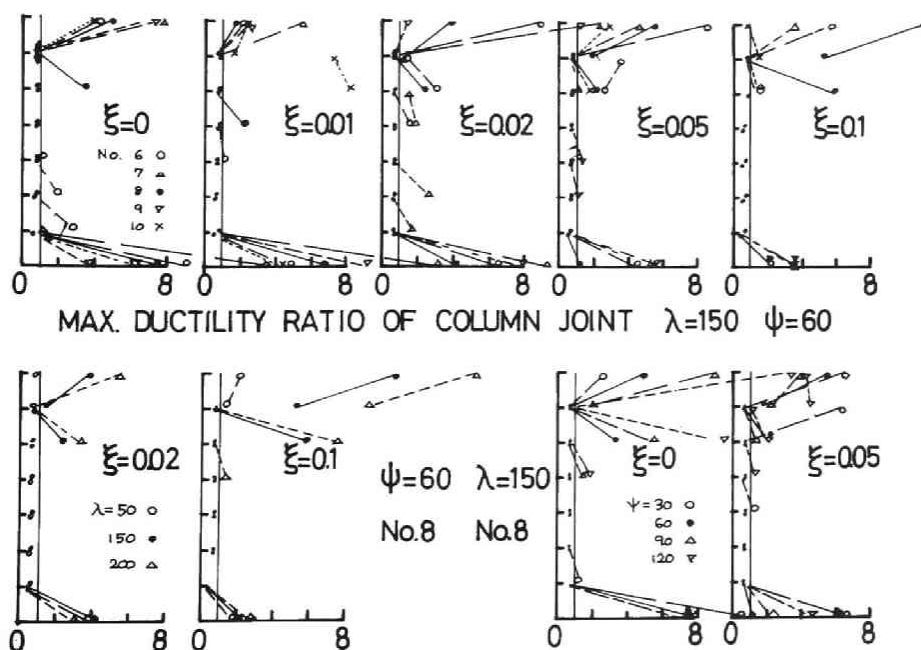 ξ=0
ξ=0.01
ξ=0.02
ξ=0.05
ξ=0.1
No. 6 ○
7 △
8 ●
9 ▽
10 ×
0 8 0 8 0 8 0 8 0 8
MAX. DUCTILITY RATIO OF COLUMN JOINT λ=150 ψ=60
ξ=0.02
ξ=0.1
ψ=60 λ=150
ξ=0
ξ=0.05
λ=50 ○
150 ●
200 △
No.8 No.8
ψ=30 ○
60 ●
90 △
120 ▽
0 8 0 8 0 8 0 8